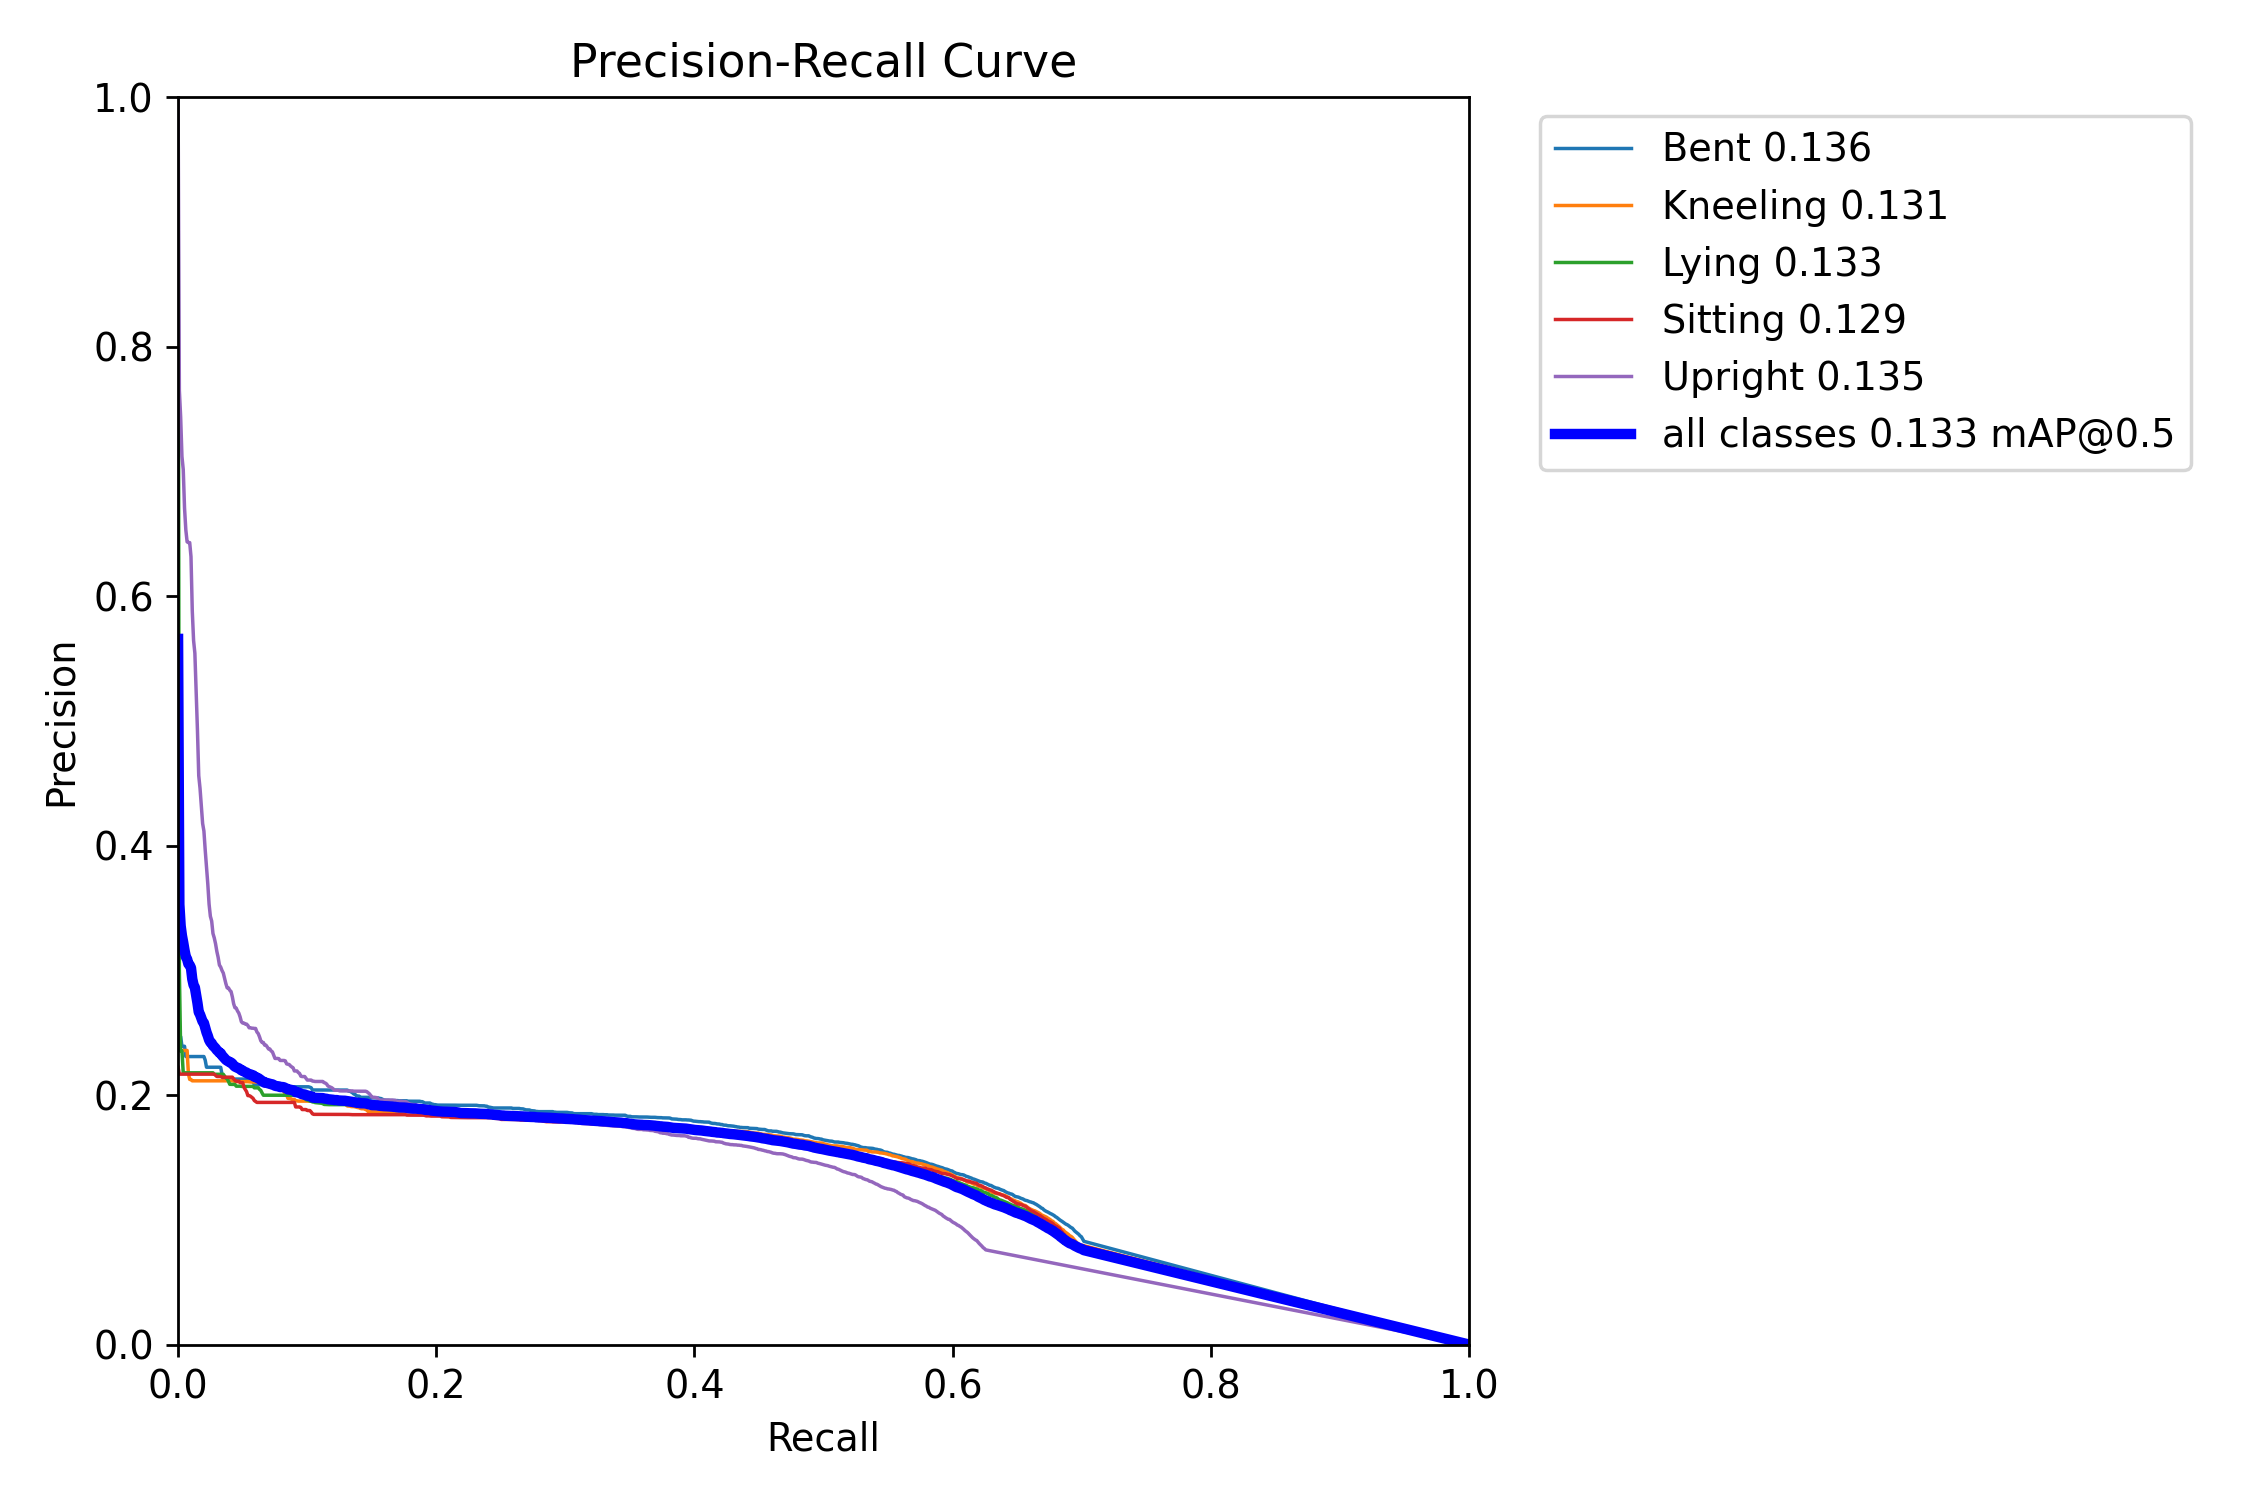 Precision-Recall Curve
1.0
0.8
0.6
0.4
0.2
0.0
Precision
0.0 0.2 0.4 0.6 0.8 1.0
Recall
Bent 0.136
Kneeling 0.131
Lying 0.133
Sitting 0.129
Upright 0.135
all classes 0.133 mAP@0.5